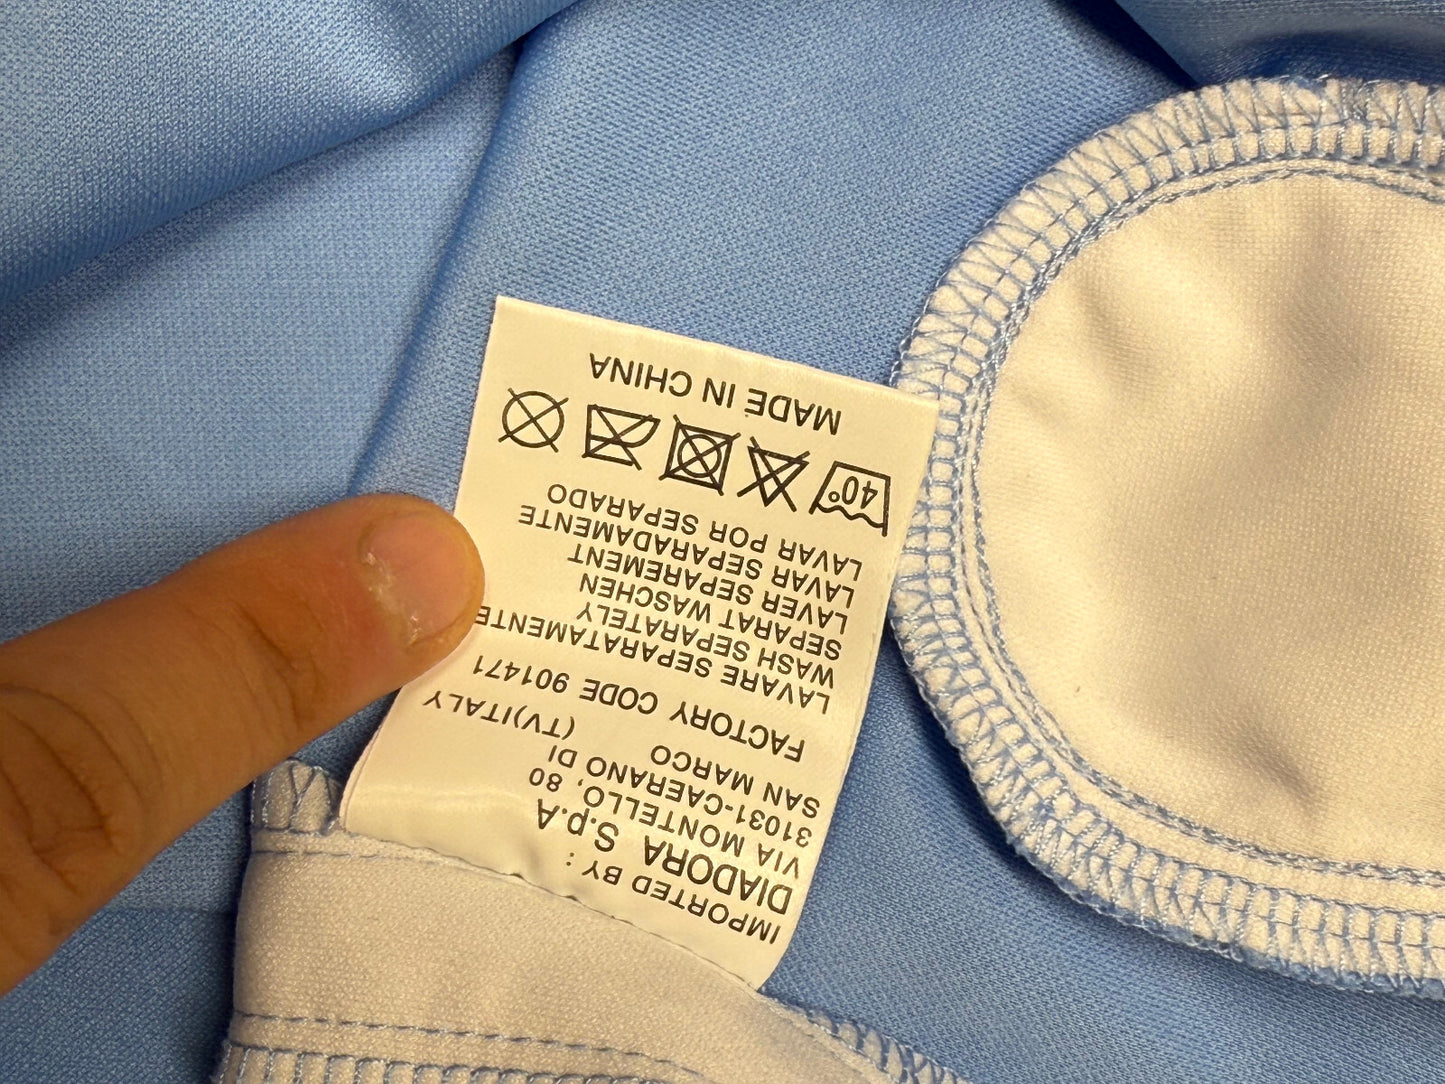 IMPORTED BY :
DIADORA S.p.A
VIA MONTELLO, 80
31031-CAERANO DI
SAN MARCO (TV)ITALY
FACTORY CODE 901471
LAVARE SEPARATAMENTE
WASH SEPARATELY
SEPARAT WASCHEN
LAVER SEPAREMENT
LAVAR SEPARADAMENTE
LAVAR POR SEPARADO
40°
MADE IN CHINA